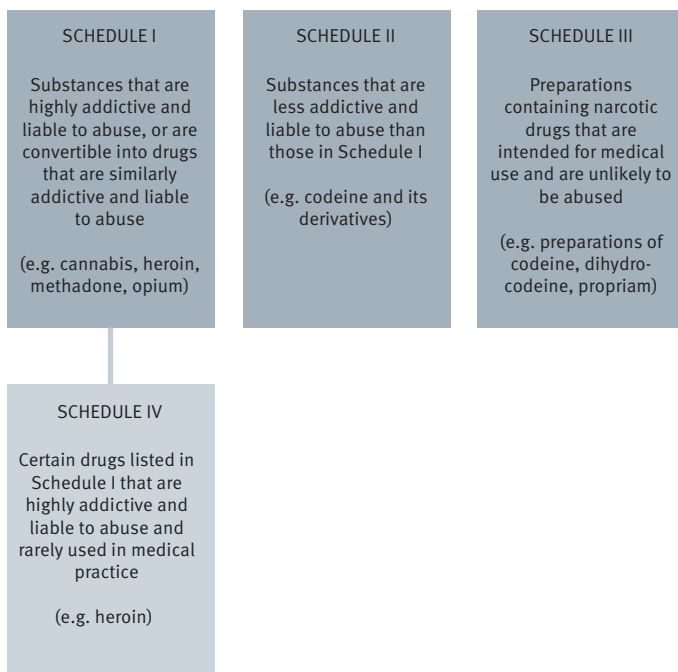 SCHEDULE I
Substances that are
highly addictive and
liable to abuse, or are
convertible into drugs
that are similarly
addictive and liable
to abuse
(e.g. cannabis, heroin,
methadone, opium)
SCHEDULE II
Substances that are
less addictive and
liable to abuse than
those in Schedule I
(e.g. codeine and its
derivatives)
SCHEDULE III
Preparations
containing narcotic
drugs that are
intended for medical
use and are unlikely to
be abused
(e.g. preparations of
codeine, dihydro-
codeine, propriam)
SCHEDULE IV
Certain drugs listed in
Schedule I that are
highly addictive and
liable to abuse and
rarely used in medical
practice
(e.g. heroin)